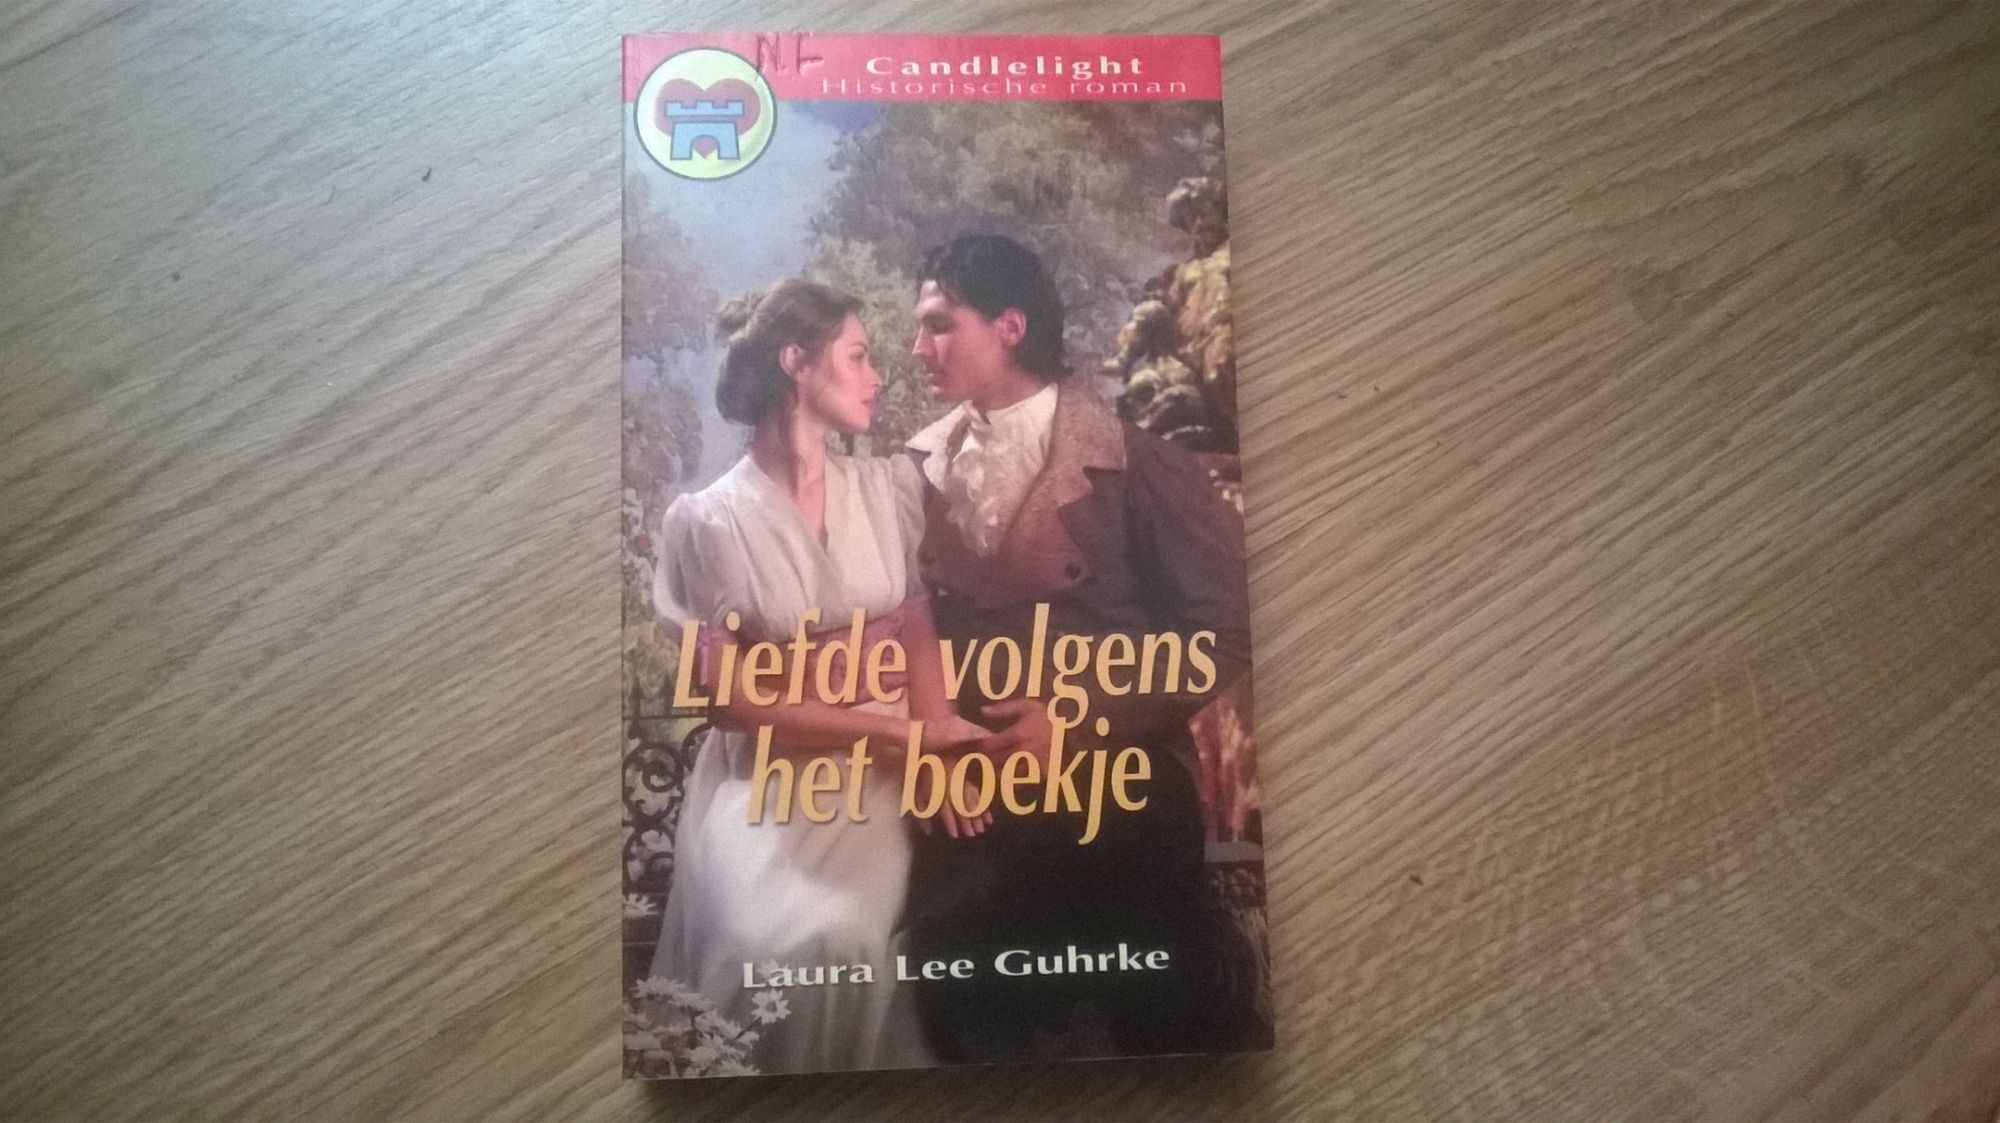 N.L
Candlelight
Historische roman
Liefde volgens
het boekje
Laura Lee Guhrke